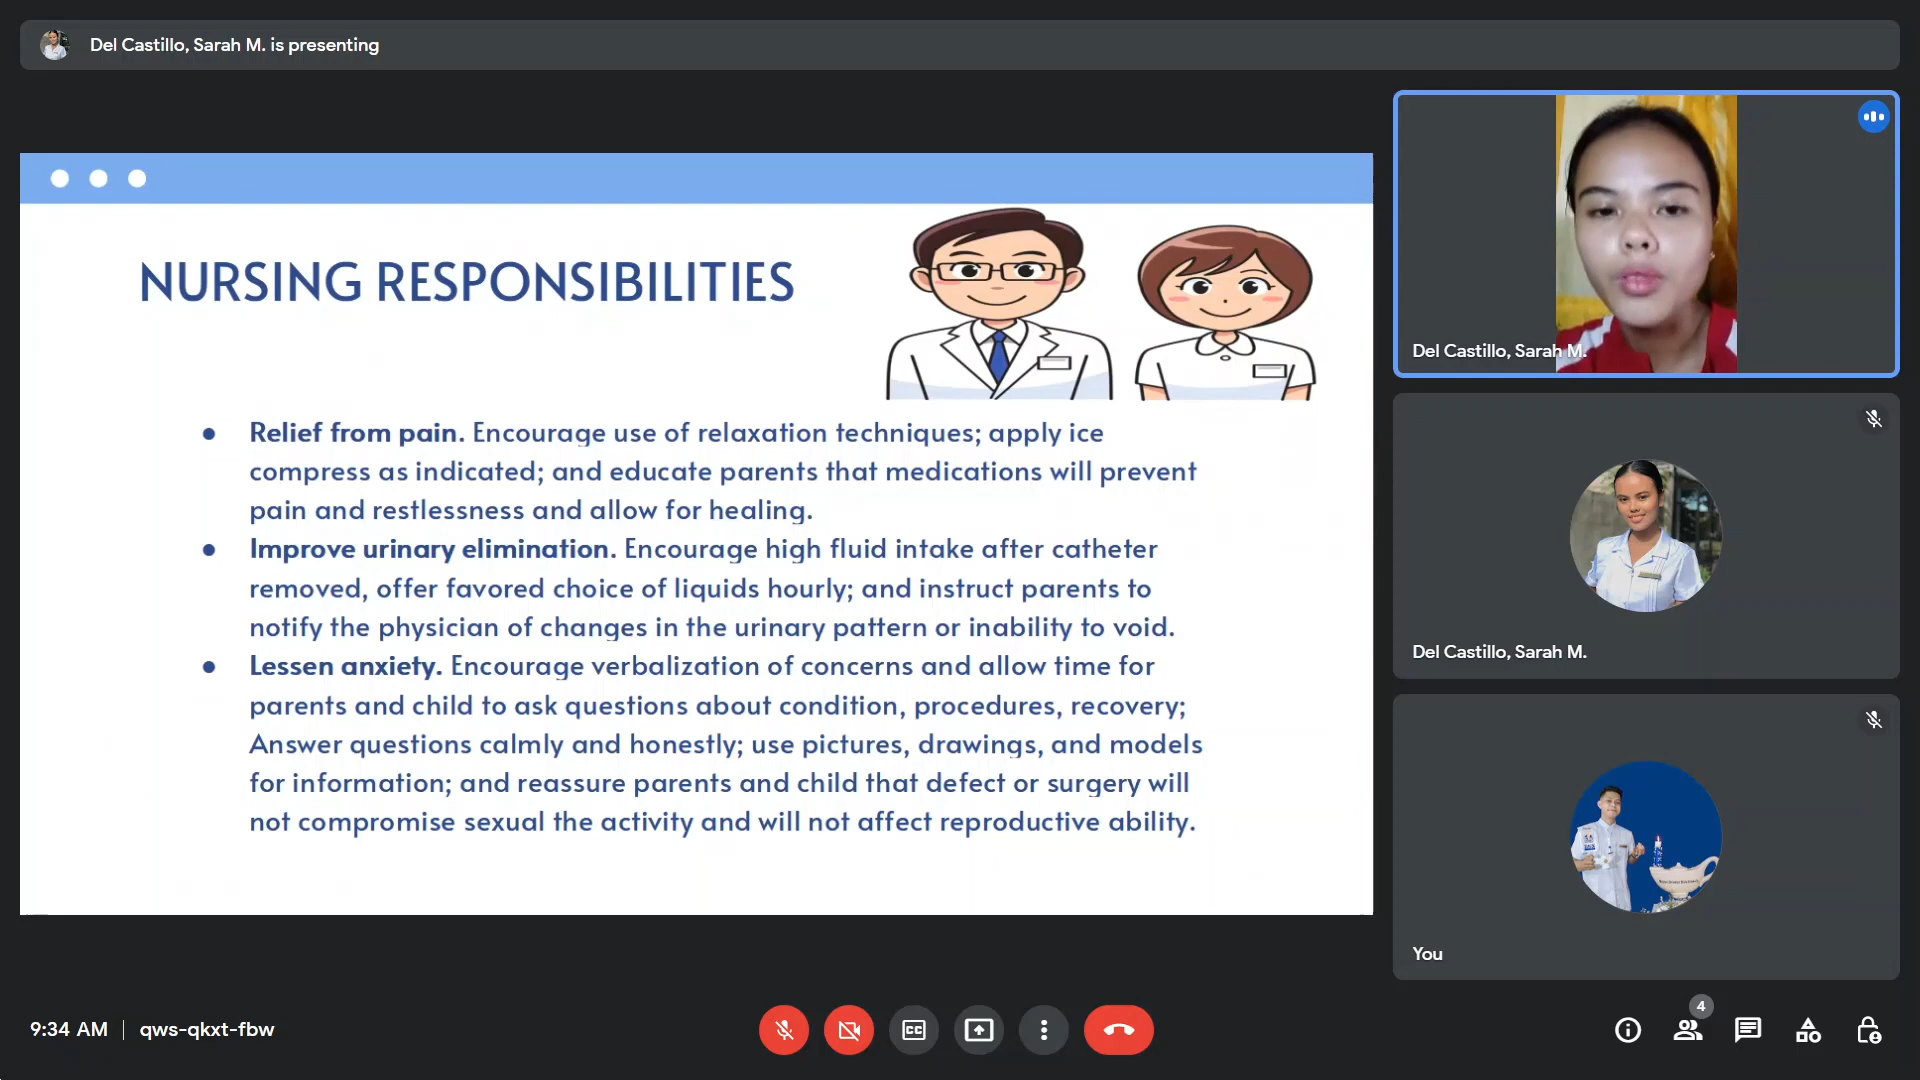 Del Castillo, Sarah M. is presenting
NURSING RESPONSIBILITIES
● Relief from pain. Encourage use of relaxation techniques; apply ice
compress as indicated; and educate parents that medications will prevent
pain and restlessness and allow for healing.
● Improve urinary elimination. Encourage high fluid intake after catheter
removed, offer favored choice of liquids hourly; and instruct parents to
notify the physician of changes in the urinary pattern or inability to void.
● Lessen anxiety. Encourage verbalization of concerns and allow time for
parents and child to ask questions about condition, procedures, recovery;
Answer questions calmly and honestly; use pictures, drawings, and models
for information; and reassure parents and child that defect or surgery will
not compromise sexual the activity and will not affect reproductive ability.
Del Castillo, Sarah M.
Del Castillo, Sarah M.
You
9:34 AM | qws-qkxt-fbw
CC
4